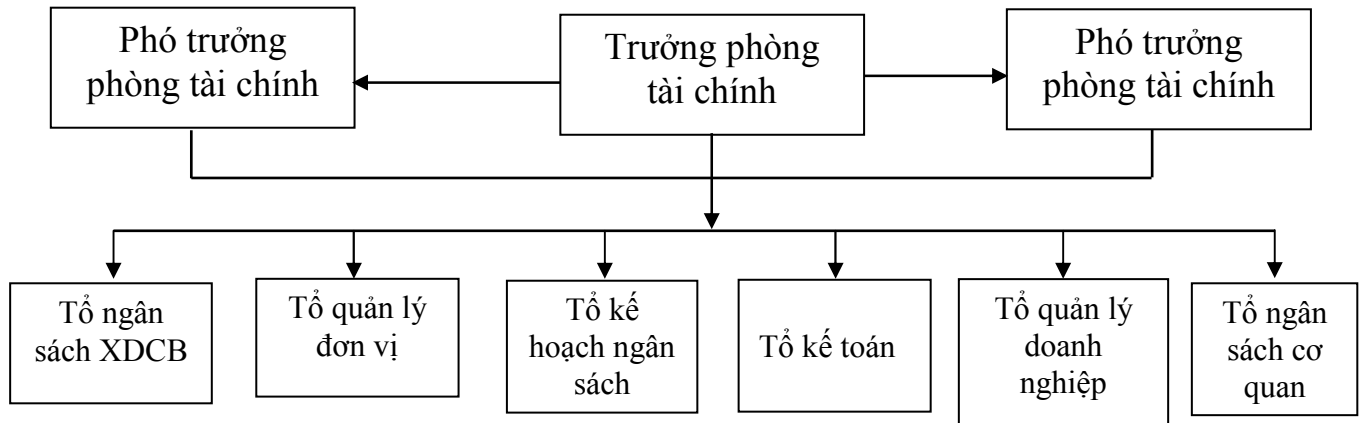 Phó trưởng
phòng tài chính
Trưởng phòng
tài chính
Phó trưởng
phòng tài chính
Tổ ngân
sách XDCB
Tổ quản lý
đơn vị
Tổ kế
hoạch ngân
sách
Tổ kế toán
Tổ quản lý
doanh
nghiệp
Tổ ngân
sách cơ
quan